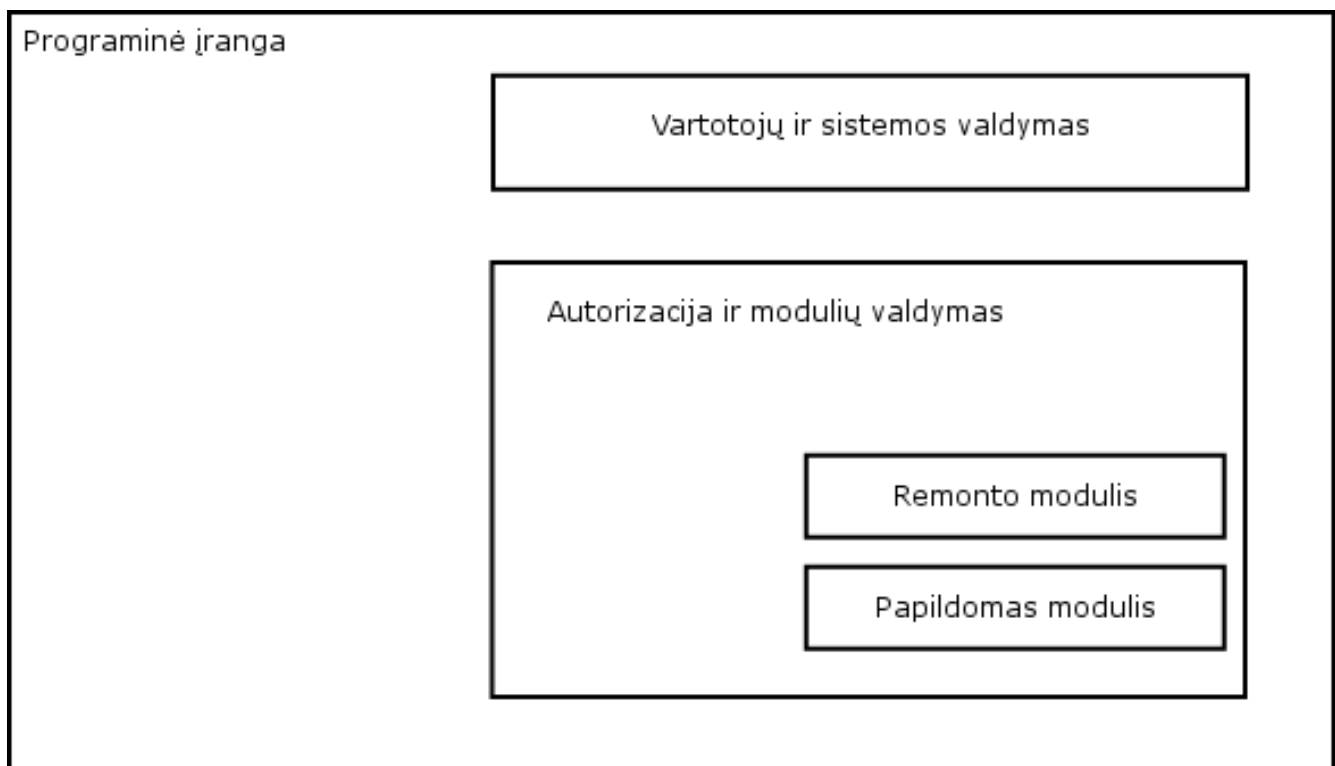 Programinė įranga
Vartotojų ir sistemos valdymas
Autorizacija ir modulių valdymas
Remonto modulis
Papildomas modulis